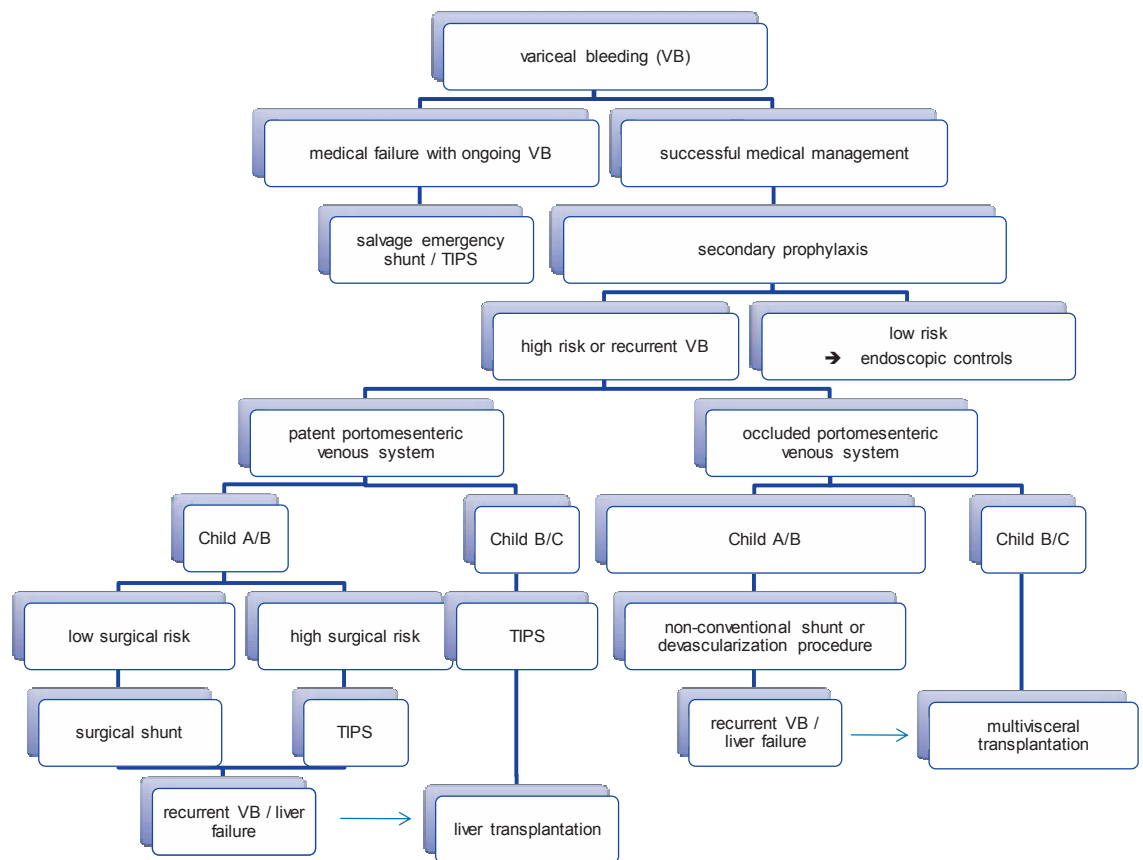 variceal bleeding (VB)
medical failure with ongoing VB
successful medical management
salvage emergency
shunt / TIPS
secondary prophylaxis
high risk or recurrent VB
low risk
➔ endoscopic controls
patent portomesenteric
venous system
occluded portomesenteric
venous system
Child A/B
Child B/C
Child A/B
Child B/C
low surgical risk
high surgical risk
TIPS
non-conventional shunt or
devascularization procedure
surgical shunt
TIPS
recurrent VB
/ liver failure
multivisceral
transplantation
recurrent VB / liver
failure
liver transplantation